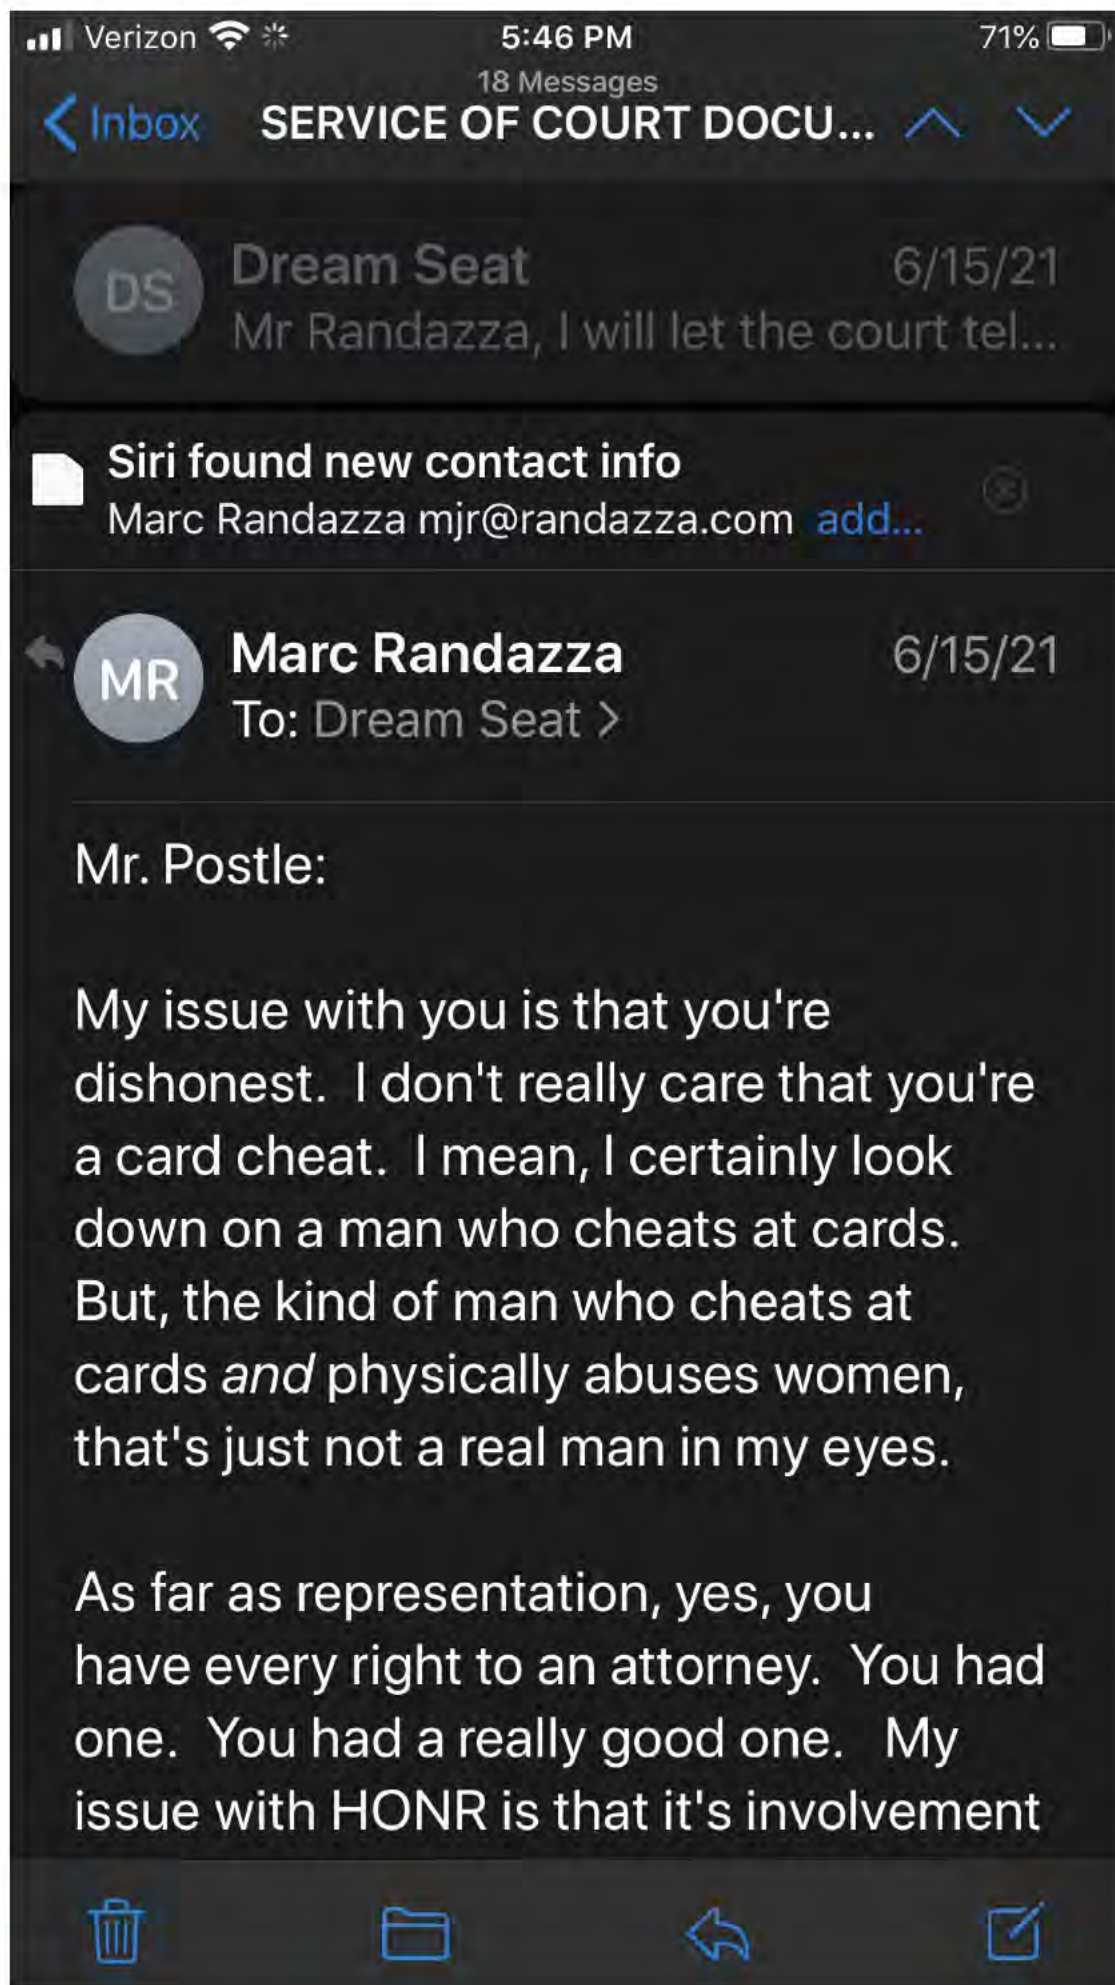 Verizon 5:46 PM 71%
18 Messages
Inbox SERVICE OF COURT DOCU...
DS Dream Seat 6/15/21
Mr Randazza, I will let the court tel...
Siri found new contact info
Marc Randazza mjr@randazza.com add...
MR Marc Randazza 6/15/21
To: Dream Seat >
Mr. Postle:
My issue with you is that you're
dishonest. I don't really care that you're
a card cheat. I mean, I certainly look
down on a man who cheats at cards.
But, the kind of man who cheats at
cards and physically abuses women,
that's just not a real man in my eyes.
As far as representation, yes, you
have every right to an attorney. You had
one. You had a really good one. My
issue with HONR is that it's involvement